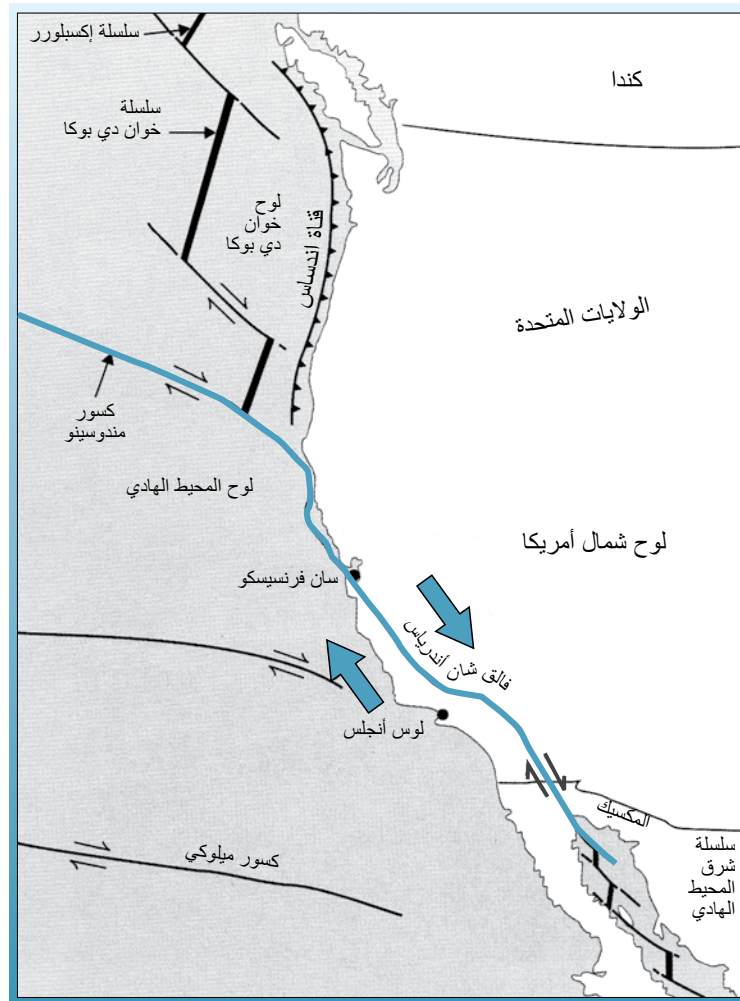 سلسلة إكسبلورر
كندا
سلسلة
خوان دي بوكا
لوح
خوان
دي بوكا
قناة اندساس
الولايات المتحدة
كسور
مندوسينو
لوح المحيط الهادي
لوح شمال أمريكا
سان فرنسيسكو
فالق شان أندرياس
لوس أنجلس
المكسيك
سلسلة
شرق
المحيط
الهادي
كسور ميلوكي